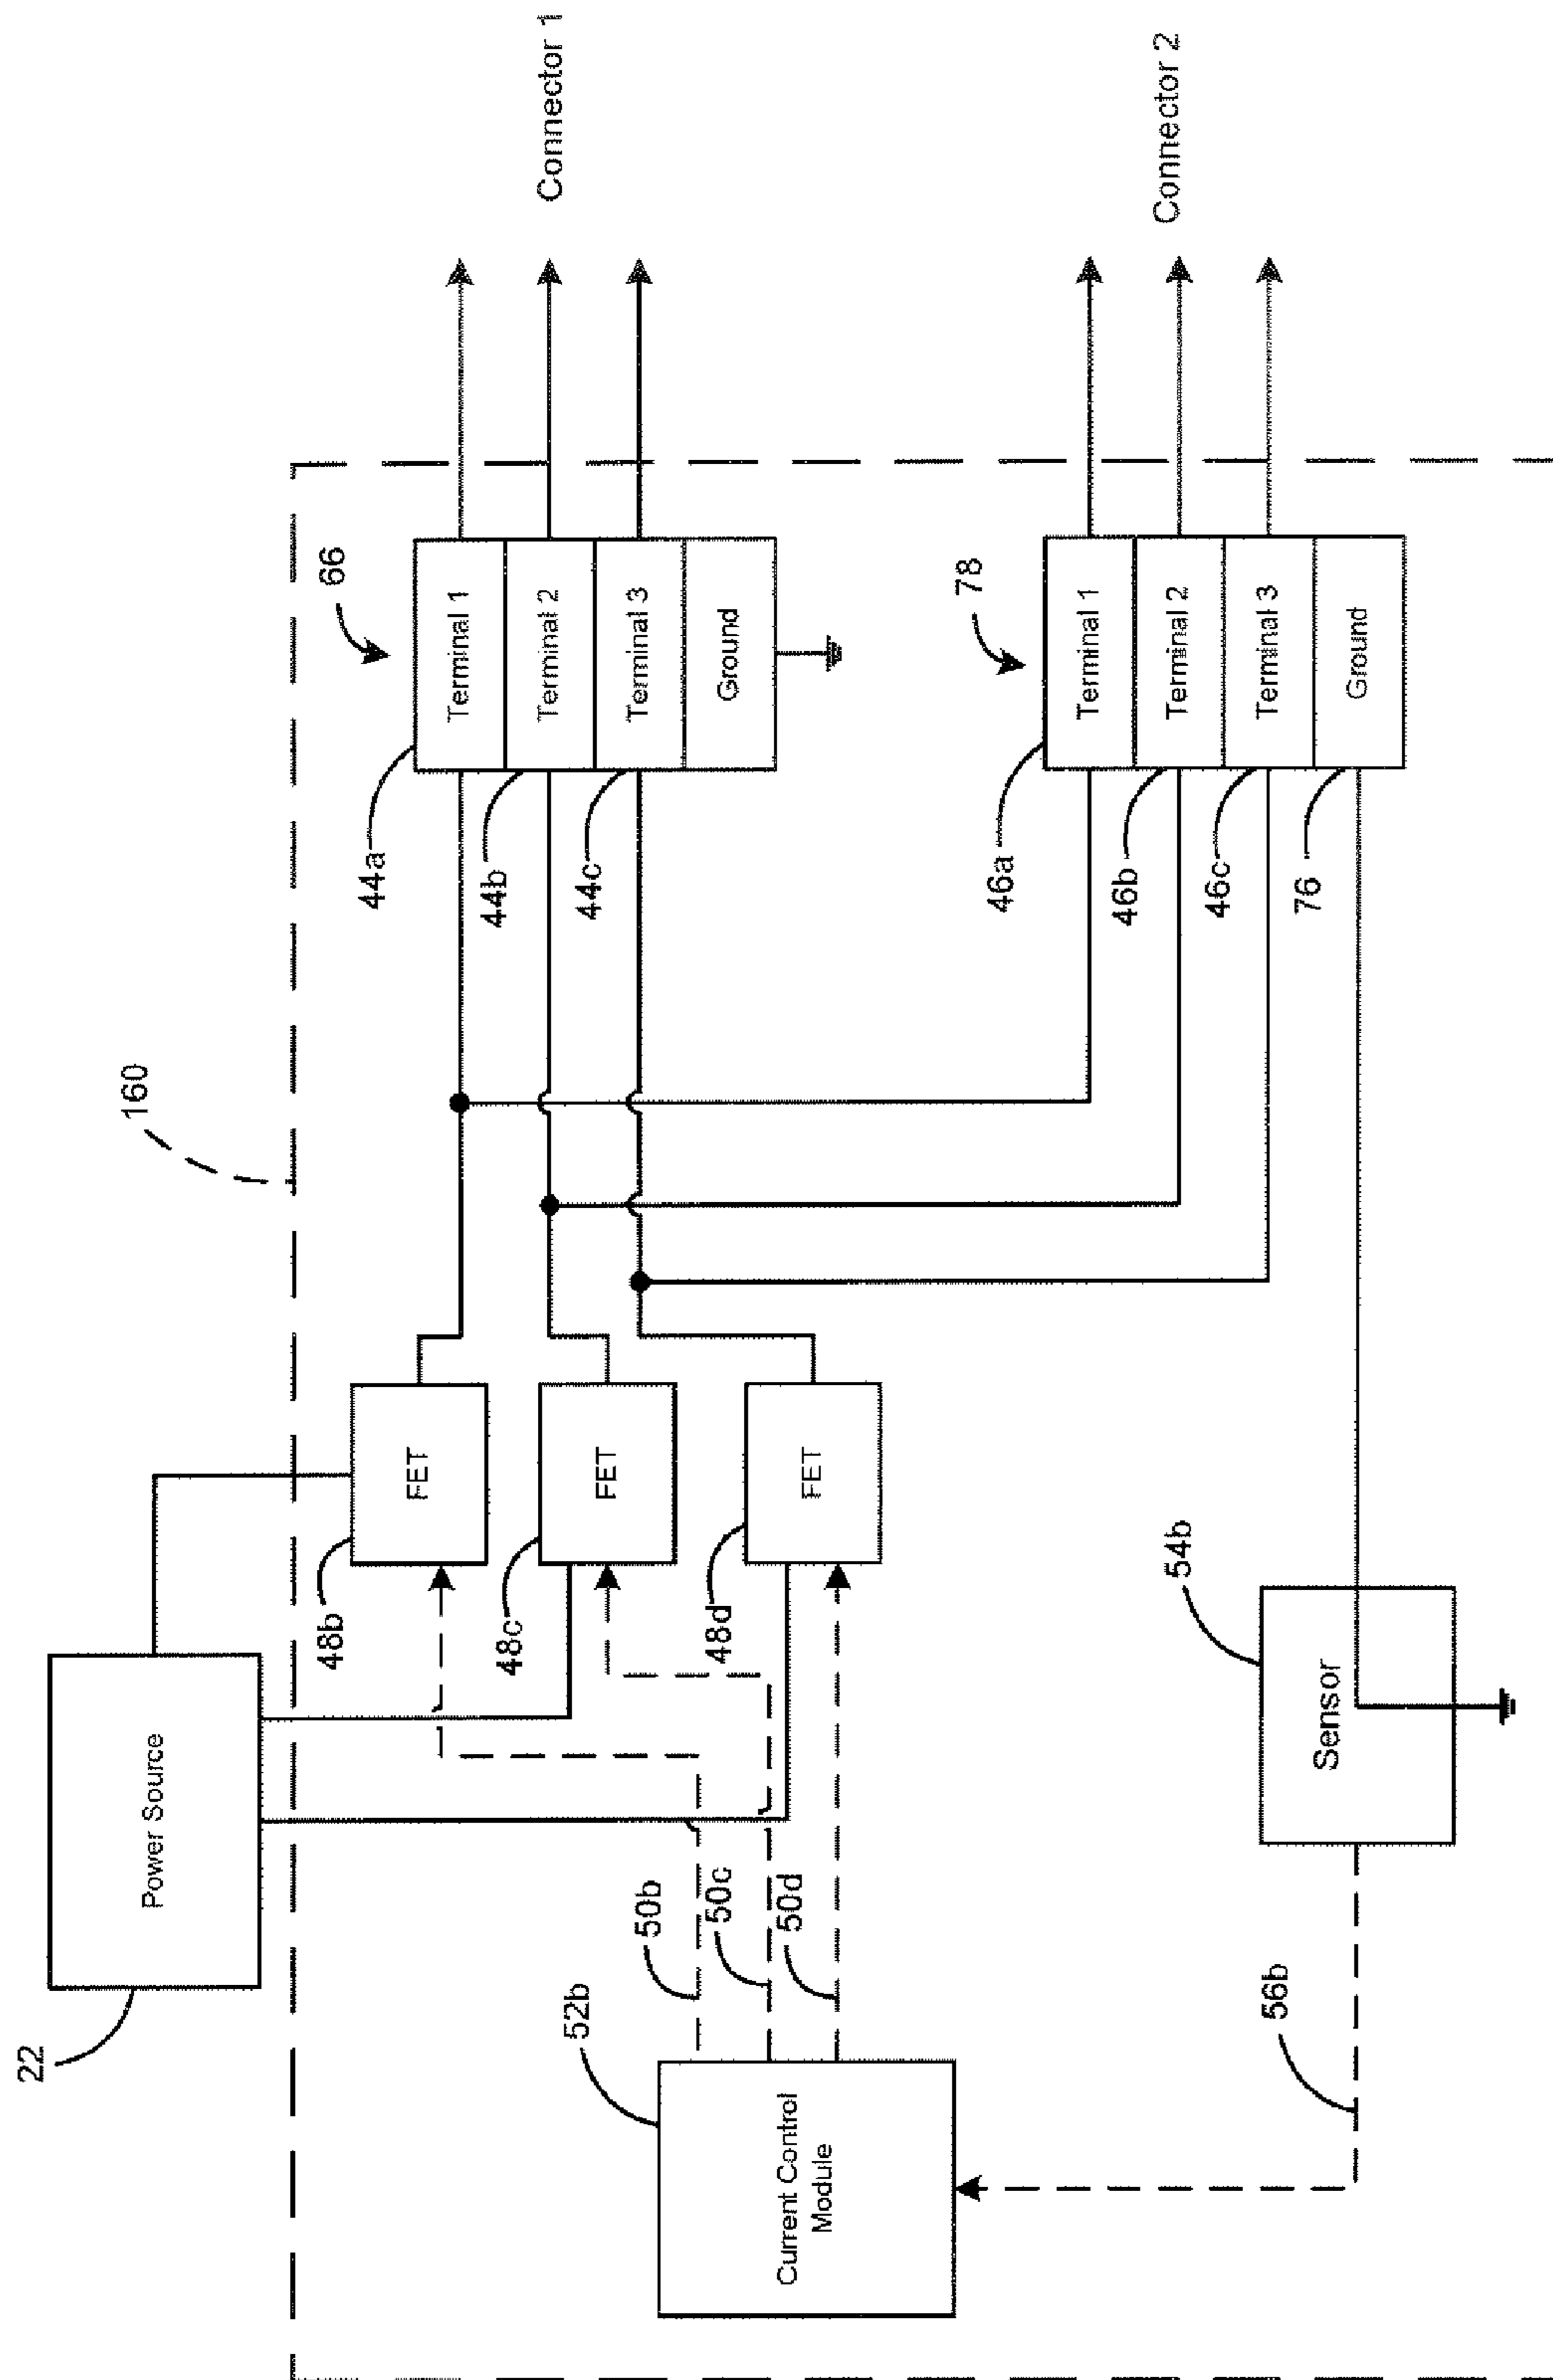 22
Power Source
160
48b
FET
48c
FET
48d
FET
50b
50c
50d
52b
Current Control
Module
66
44a
Terminal 1
44b
Terminal 2
44c
Terminal 3
Ground
Connector 1
78
46a
Terminal 1
46b
Terminal 2
46c
Terminal 3
76
Ground
Connector 2
54b
Sensor
56b